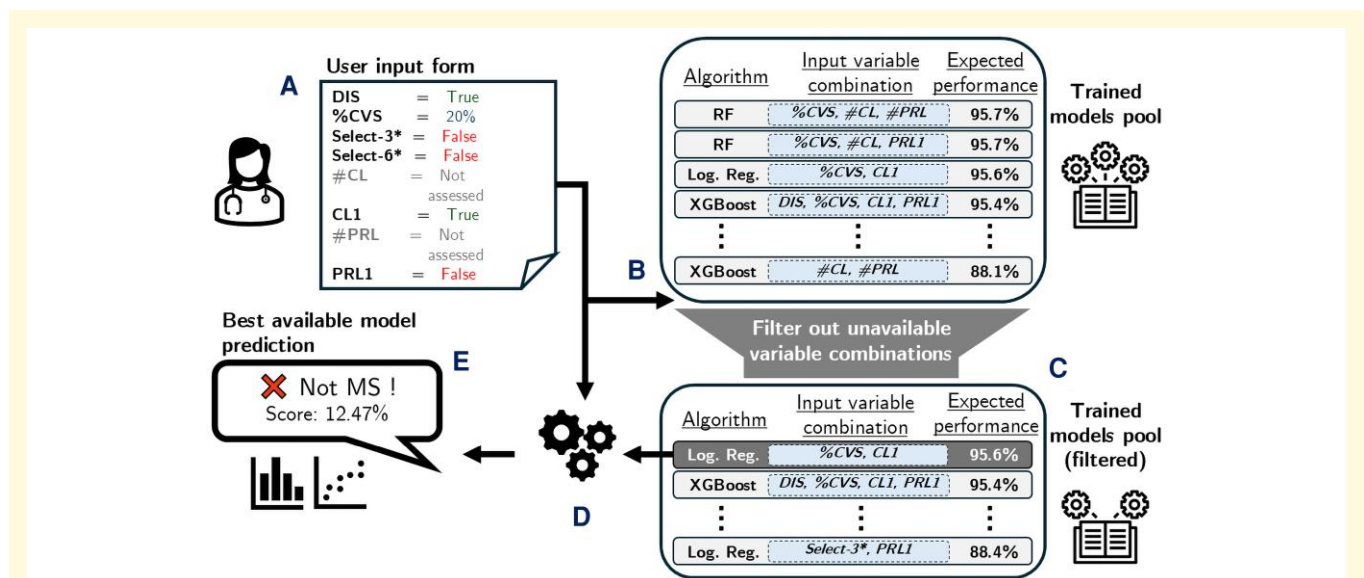 A
User input form
DIS = True
%CVS = 20%
Select-3* = False
Select-6* = False
#CL = Not
assessed
CL1 = True
#PRL = Not
assessed
PRL1 = False
B
Algorithm
Input variable
combination
Expected
performance
RF %CVS, #CL, #PRL 95.7%
RF %CVS, #CL, PRL1 95.7%
Log. Reg. %CVS, CL1 95.6%
XGBoost DIS, %CVS, CL1, PRL1 95.4%
⋮ ⋮ ⋮
XGBoost #CL, #PRL 88.1%
Trained
models pool
Filter out unavailable
variable combinations
C
Algorithm
Input variable
combination
Expected
performance
Log. Reg. %CVS, CL1 95.6%
XGBoost DIS, %CVS, CL1, PRL1 95.4%
⋮ ⋮ ⋮
Log. Reg. Select-3*, PRL1 88.4%
Trained
models pool
(filtered)
D
E
Best available model
prediction
Not MS !
Score: 12.47%